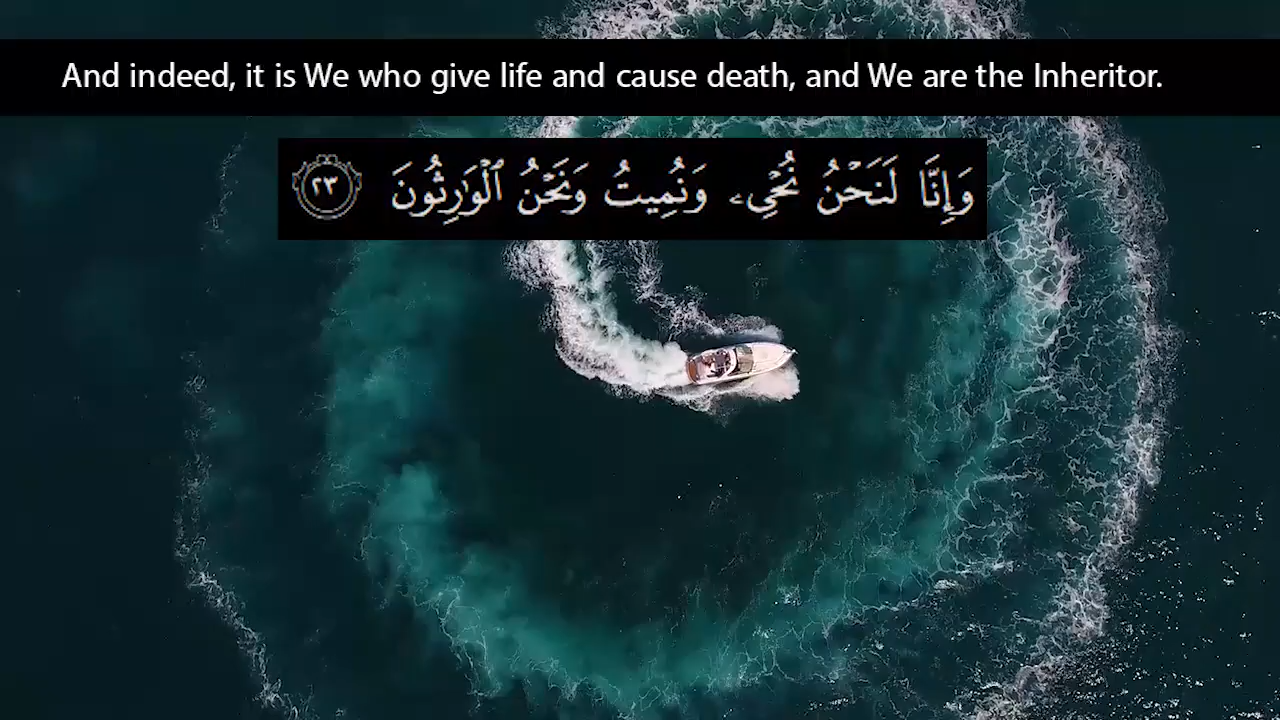 And indeed, it is We who give life and cause death, and We are the Inheritor.
وَإِنَّا لَنَحْنُ نُحْيِۦ وَنُمِيتُ وَنَحْنُ ٱلْوَٰرِثُونَ ٢٣